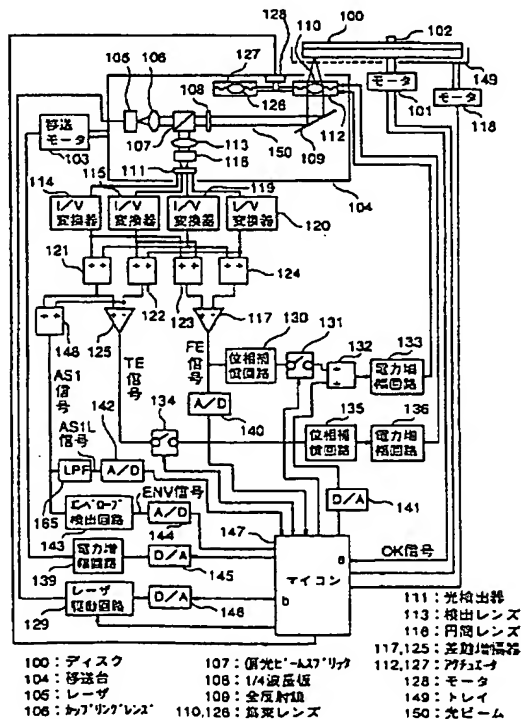 128
110
100
102
127
105
106
108
モータ
149
126
モータ
101
112
118
移送
モータ
107
113
150
109
103
116
111
104
114
115
119
I/V
変換器
I/V
変換器
I/V
変換器
I/V
変換器
120
121
124
122
123
148
125
117
130
131
132
133
AS1
信号
TE
信号
FE
信号
位相補
償回路
電力増
幅回路
134
A/D
140
135
136
AS1L
信号
142
位相補
償回路
電力増
幅回路
LPF
A/D
165
ENV信号
D/A
141
エンベロープ
検出回路
A/D
147
143
144
a
OK信号
電力増
幅回路
D/A
マイコン
139
145
b
レーザ
駆動回路
D/A
129
146
111：光検出器
113：検出レンズ
116：円筒レンズ
117,125：差動増幅器
112,127：アクチュエータ
128：モータ
149：トレイ
150：光ビーム
100：ディスク
104：移送台
105：レーザ
106：カップリングレンズ
107：偏光ビームスプリッタ
108：1/4波長板
109：全反射鏡
110,126：集束レンズ